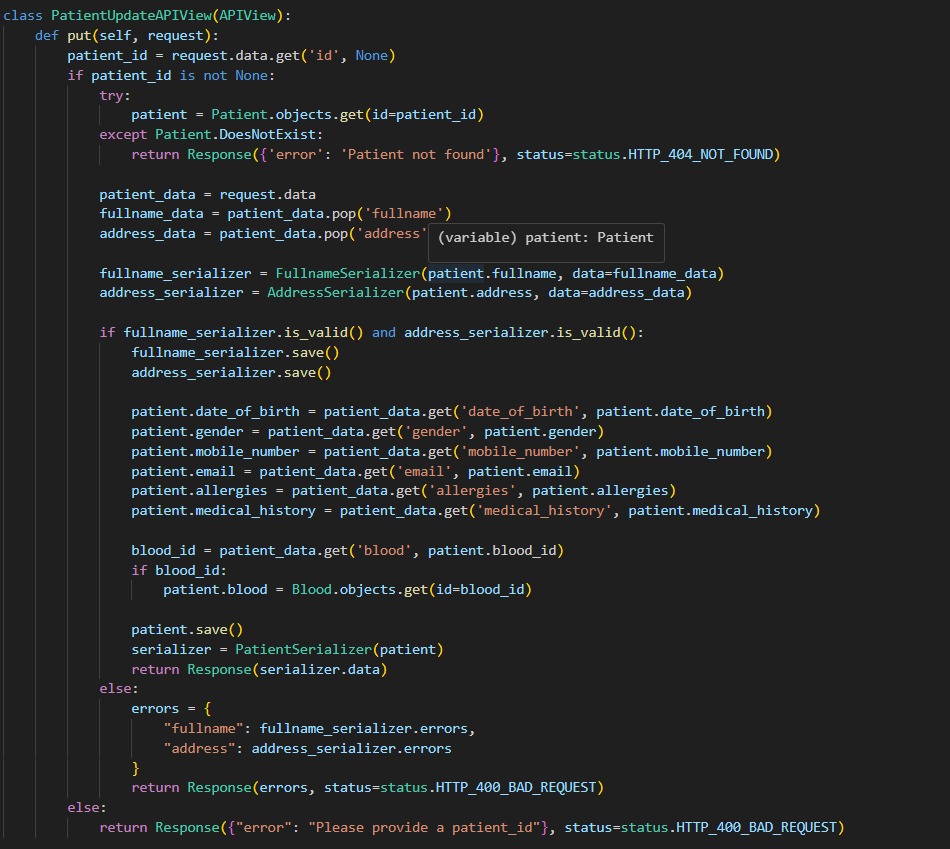 class PatientUpdateAPIView(APIView):
    def put(self, request):
        patient_id = request.data.get('id', None)
        if patient_id is not None:
            try:
                patient = Patient.objects.get(id=patient_id)
            except Patient.DoesNotExist:
                return Response({'error': 'Patient not found'}, status=status.HTTP_404_NOT_FOUND)

            patient_data = request.data
            fullname_data = patient_data.pop('fullname')
            address_data = patient_data.pop('address'
(variable) patient: Patient

            fullname_serializer = FullnameSerializer(patient.fullname, data=fullname_data)
            address_serializer = AddressSerializer(patient.address, data=address_data)

            if fullname_serializer.is_valid() and address_serializer.is_valid():
                fullname_serializer.save()
                address_serializer.save()

                patient.date_of_birth = patient_data.get('date_of_birth', patient.date_of_birth)
                patient.gender = patient_data.get('gender', patient.gender)
                patient.mobile_number = patient_data.get('mobile_number', patient.mobile_number)
                patient.email = patient_data.get('email', patient.email)
                patient.allergies = patient_data.get('allergies', patient.allergies)
                patient.medical_history = patient_data.get('medical_history', patient.medical_history)

                blood_id = patient_data.get('blood', patient.blood_id)
                if blood_id:
                    patient.blood = Blood.objects.get(id=blood_id)

                patient.save()
                serializer = PatientSerializer(patient)
                return Response(serializer.data)
            else:
                errors = {
                    "fullname": fullname_serializer.errors,
                    "address": address_serializer.errors
                }
                return Response(errors, status=status.HTTP_400_BAD_REQUEST)
        else:
            return Response({"error": "Please provide a patient_id"}, status=status.HTTP_400_BAD_REQUEST)